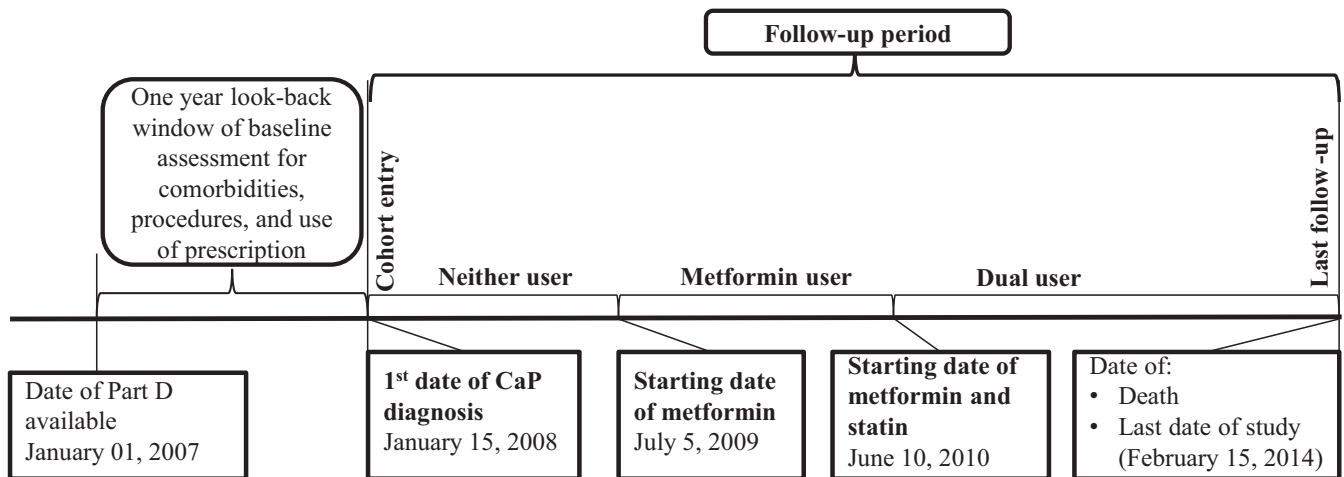 Follow-up period
One year look-back
window of baseline
assessment for
comorbidities,
procedures, and use
of prescription
Cohort entry
Last follow-up
Neither user
Metformin user
Dual user
Date of Part D
available
January 01, 2007
1st date of CaP
diagnosis
January 15, 2008
Starting date
of metformin
July 5, 2009
Starting date of
metformin and
statin
June 10, 2010
Date of:
• Death
• Last date of study
(February 15, 2014)